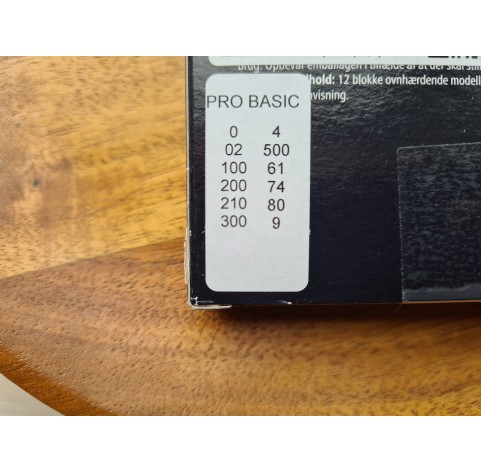 brug. Opbevar emballagen i tilfælde af at der skal
hold: 12 blokke ovnhærdende modell
nvisning.
PRO BASIC
0 4
02 500
100 61
200 74
210 80
300 9